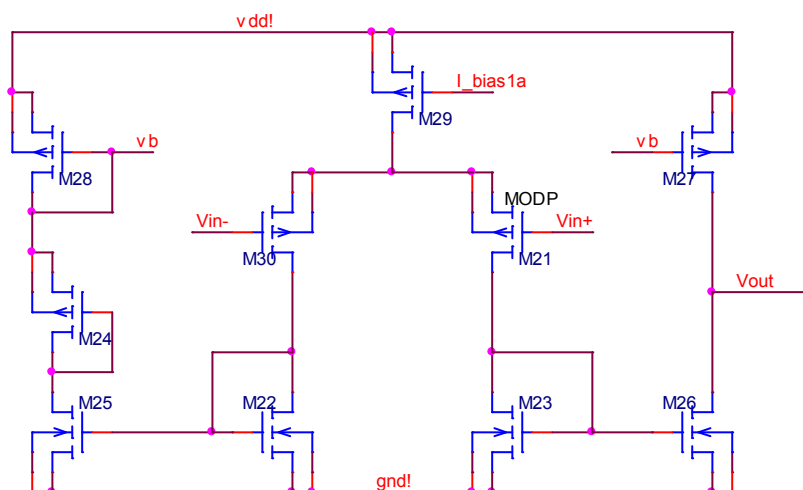 vdd!
I_bias1a
M29
vb
M28
vb
M27
MODP
Vin-
Vin+
M30
M21
Vout
M24
M25
M22
M23
M26
gnd!